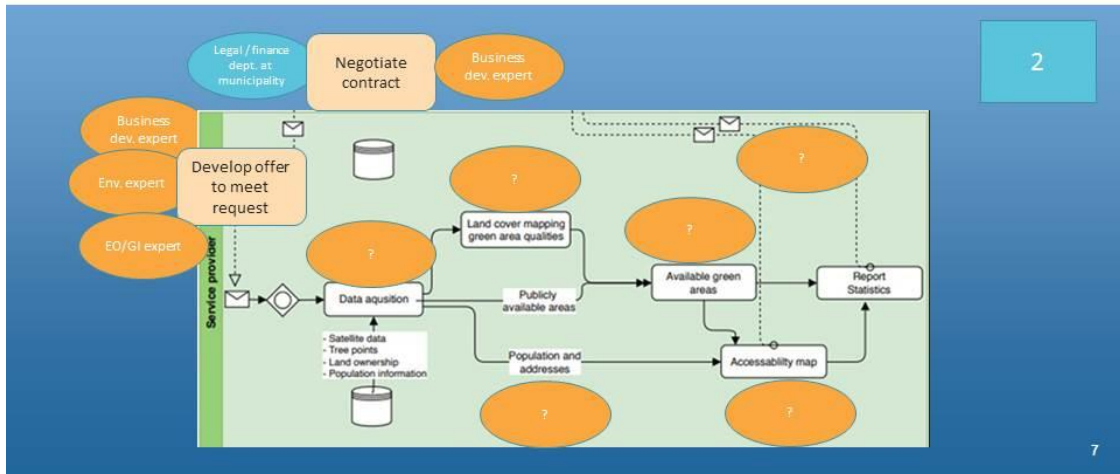 Legal / finance
dept. at
municipality
Negotiate
contract
Business
dev. expert
2
Business
dev. expert
Env. expert
EO/GI expert
Develop offer
to meet
request
Service provider
?
?
?
?
Land cover mapping
green area qualities
Data aqusition
Publicly
available areas
Available green
areas
Report
Statistics
- Satellite data
- Tree points
- Land ownership
- Population information
Population and
addresses
Accessablilty map
?
?
7